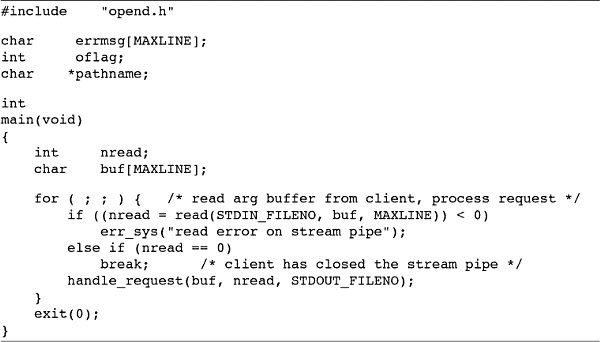 #include    "opend.h"
char     errmsg[MAXLINE];
int      oflag;
char    *pathname;
int
main(void)
{
    int     nread;
    char    buf[MAXLINE];
    for ( ; ; ) {   /* read arg buffer from client, process request */
        if ((nread = read(STDIN_FILENO, buf, MAXLINE)) < 0)
            err_sys("read error on stream pipe");
        else if (nread == 0)
            break;      /* client has closed the stream pipe */
        handle_request(buf, nread, STDOUT_FILENO);
    }
    exit(0);
}